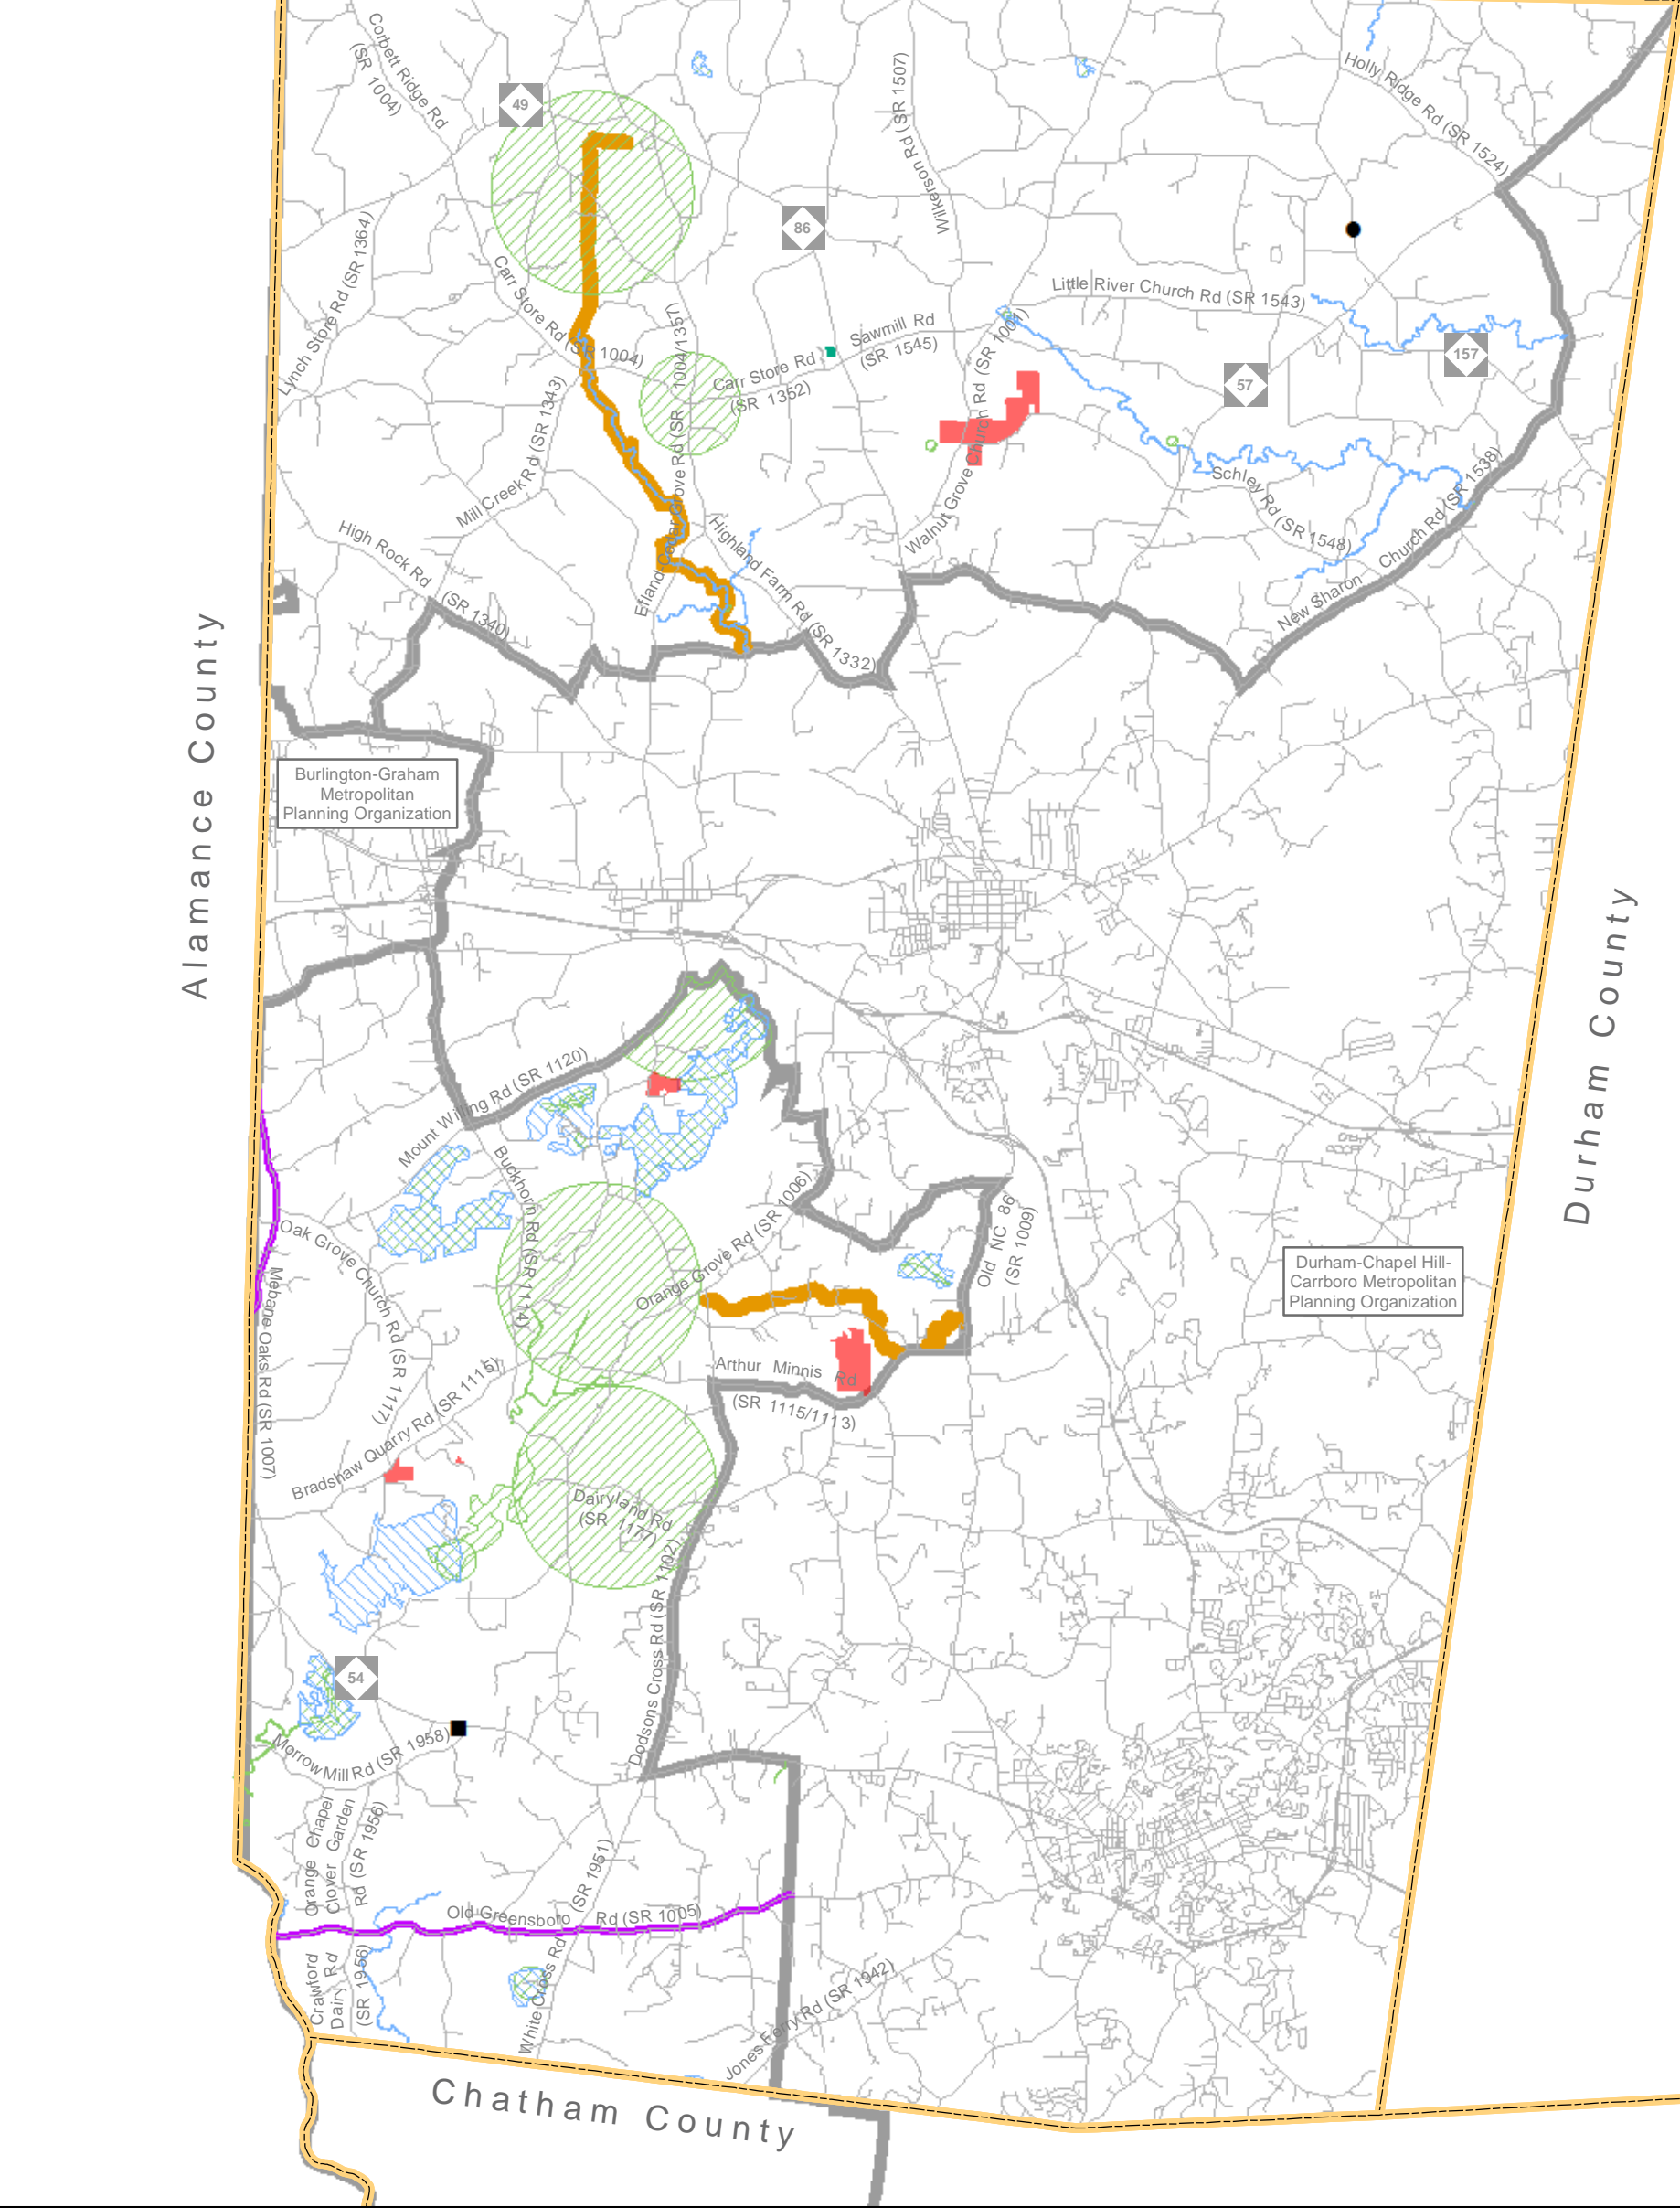 Corbett Ridge Rd
(SR 1004)
49
Holly Ridge Rd (SR 1524)
Wilkerson Rd (SR 1507)
86
Lynch Store Rd (SR 1364)
Carr Store Rd (SR 1004)
Little River Church Rd (SR 1543)
Sawmill Rd
(SR 1545)
Carr Store Rd
(SR 1352)
157
57
Mill Creek Rd (SR 1343)
Efland-Cedar Grove Rd (SR 1004/1357)
Walnut Grove Church Rd (SR 1001)
Schley Rd (SR 1548)
High Rock Rd
(SR 1340)
Highland Farm Rd (SR 1332)
New Sharon Church Rd (SR 1538)
Alamance County
Burlington-Graham
Metropolitan
Planning Organization
Durham County
Mount Willing Rd (SR 1120)
Buckhorn Rd (SR 1114)
Oak Grove Church Rd (SR 1117)
Orange Grove Rd (SR 1006)
Old NC 86
(SR 1009)
Durham-Chapel Hill-
Carrboro Metropolitan
Planning Organization
Mebane Oaks Rd (SR 1007)
Arthur Minnis Rd
(SR 1115/1113)
Bradshaw Quarry Rd (SR 1115)
Dairyland Rd
(SR 1177)
Dodsons Cross Rd (SR 1102)
54
Morrow Mill Rd (SR 1958)
Orange Chapel
Clover Garden
Rd (SR 1956)
Old Greensboro Rd (SR 1005)
White Cross Rd (SR 1951)
Crawford
Dairy Rd
(SR 1956)
Jones Ferry Rd (SR 1942)
Chatham County